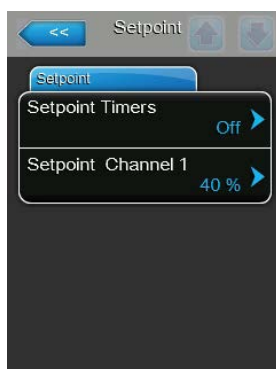 << Setpoint
Setpoint
Setpoint Timers
Off
Setpoint Channel 1
40 %